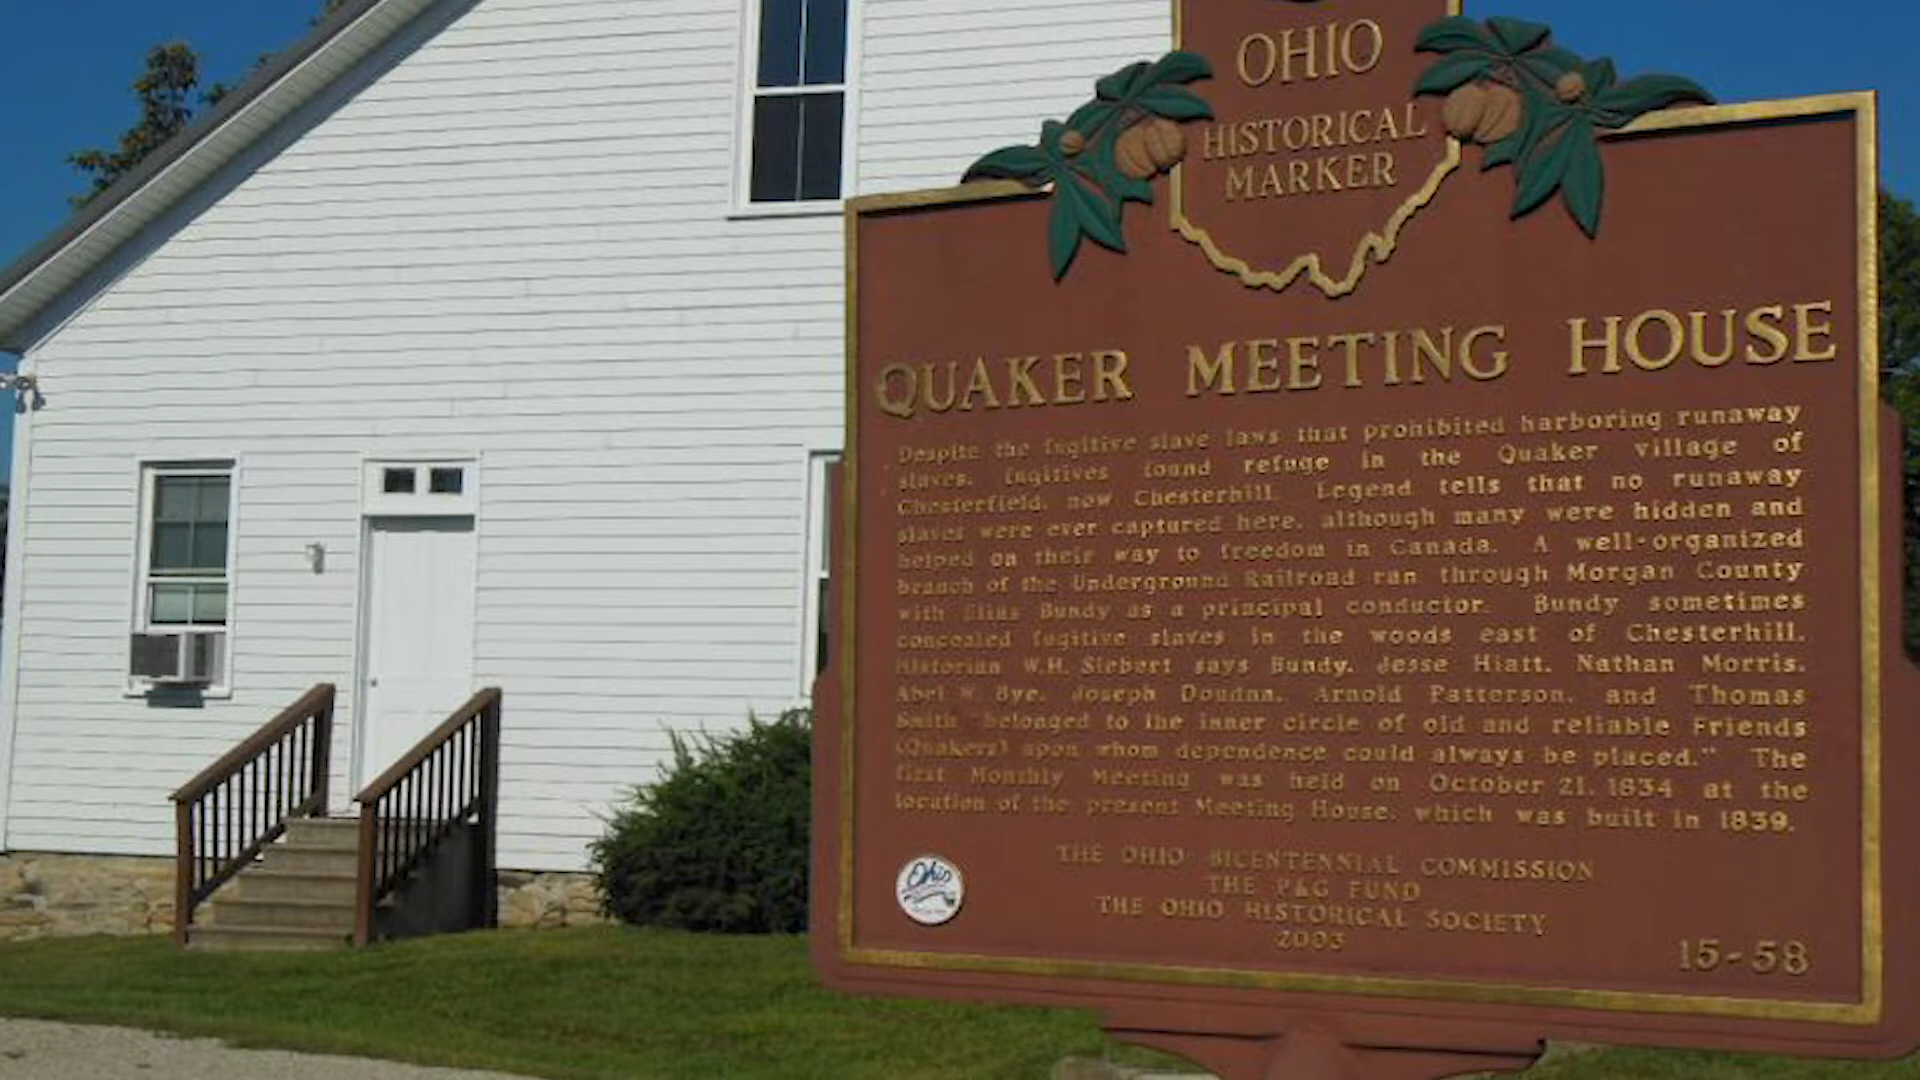 OHIO
HISTORICAL
MARKER
QUAKER MEETING HOUSE
Despite the fugitive slave laws that prohibited harboring runaway
slaves, fugitives found refuge in the Quaker village of
Chesterfield, now Chesterhill. Legend tells that no runaway
slaves were ever captured here, although many were hidden and
helped on their way to freedom in Canada. A well-organized
branch of the Underground Railroad ran through Morgan County
with Elias Bundy as a principal conductor. Bundy sometimes
concealed fugitive slaves in the woods east of Chesterhill.
Historian W.H. Siebert says Bundy, Jesse Hiatt, Nathan Morris,
Abel W. Bye, Joseph Doudna, Arnold Patterson, and Thomas
Smith "belonged to the inner circle of old and reliable Friends
(Quakers) upon whom dependence could always be placed." The
first Monthly Meeting was held on October 21, 1834 at the
location of the present Meeting House, which was built in 1839.
THE OHIO BICENTENNIAL COMMISSION
THE P&G FUND
THE OHIO HISTORICAL SOCIETY
2003
15-58
Ohio